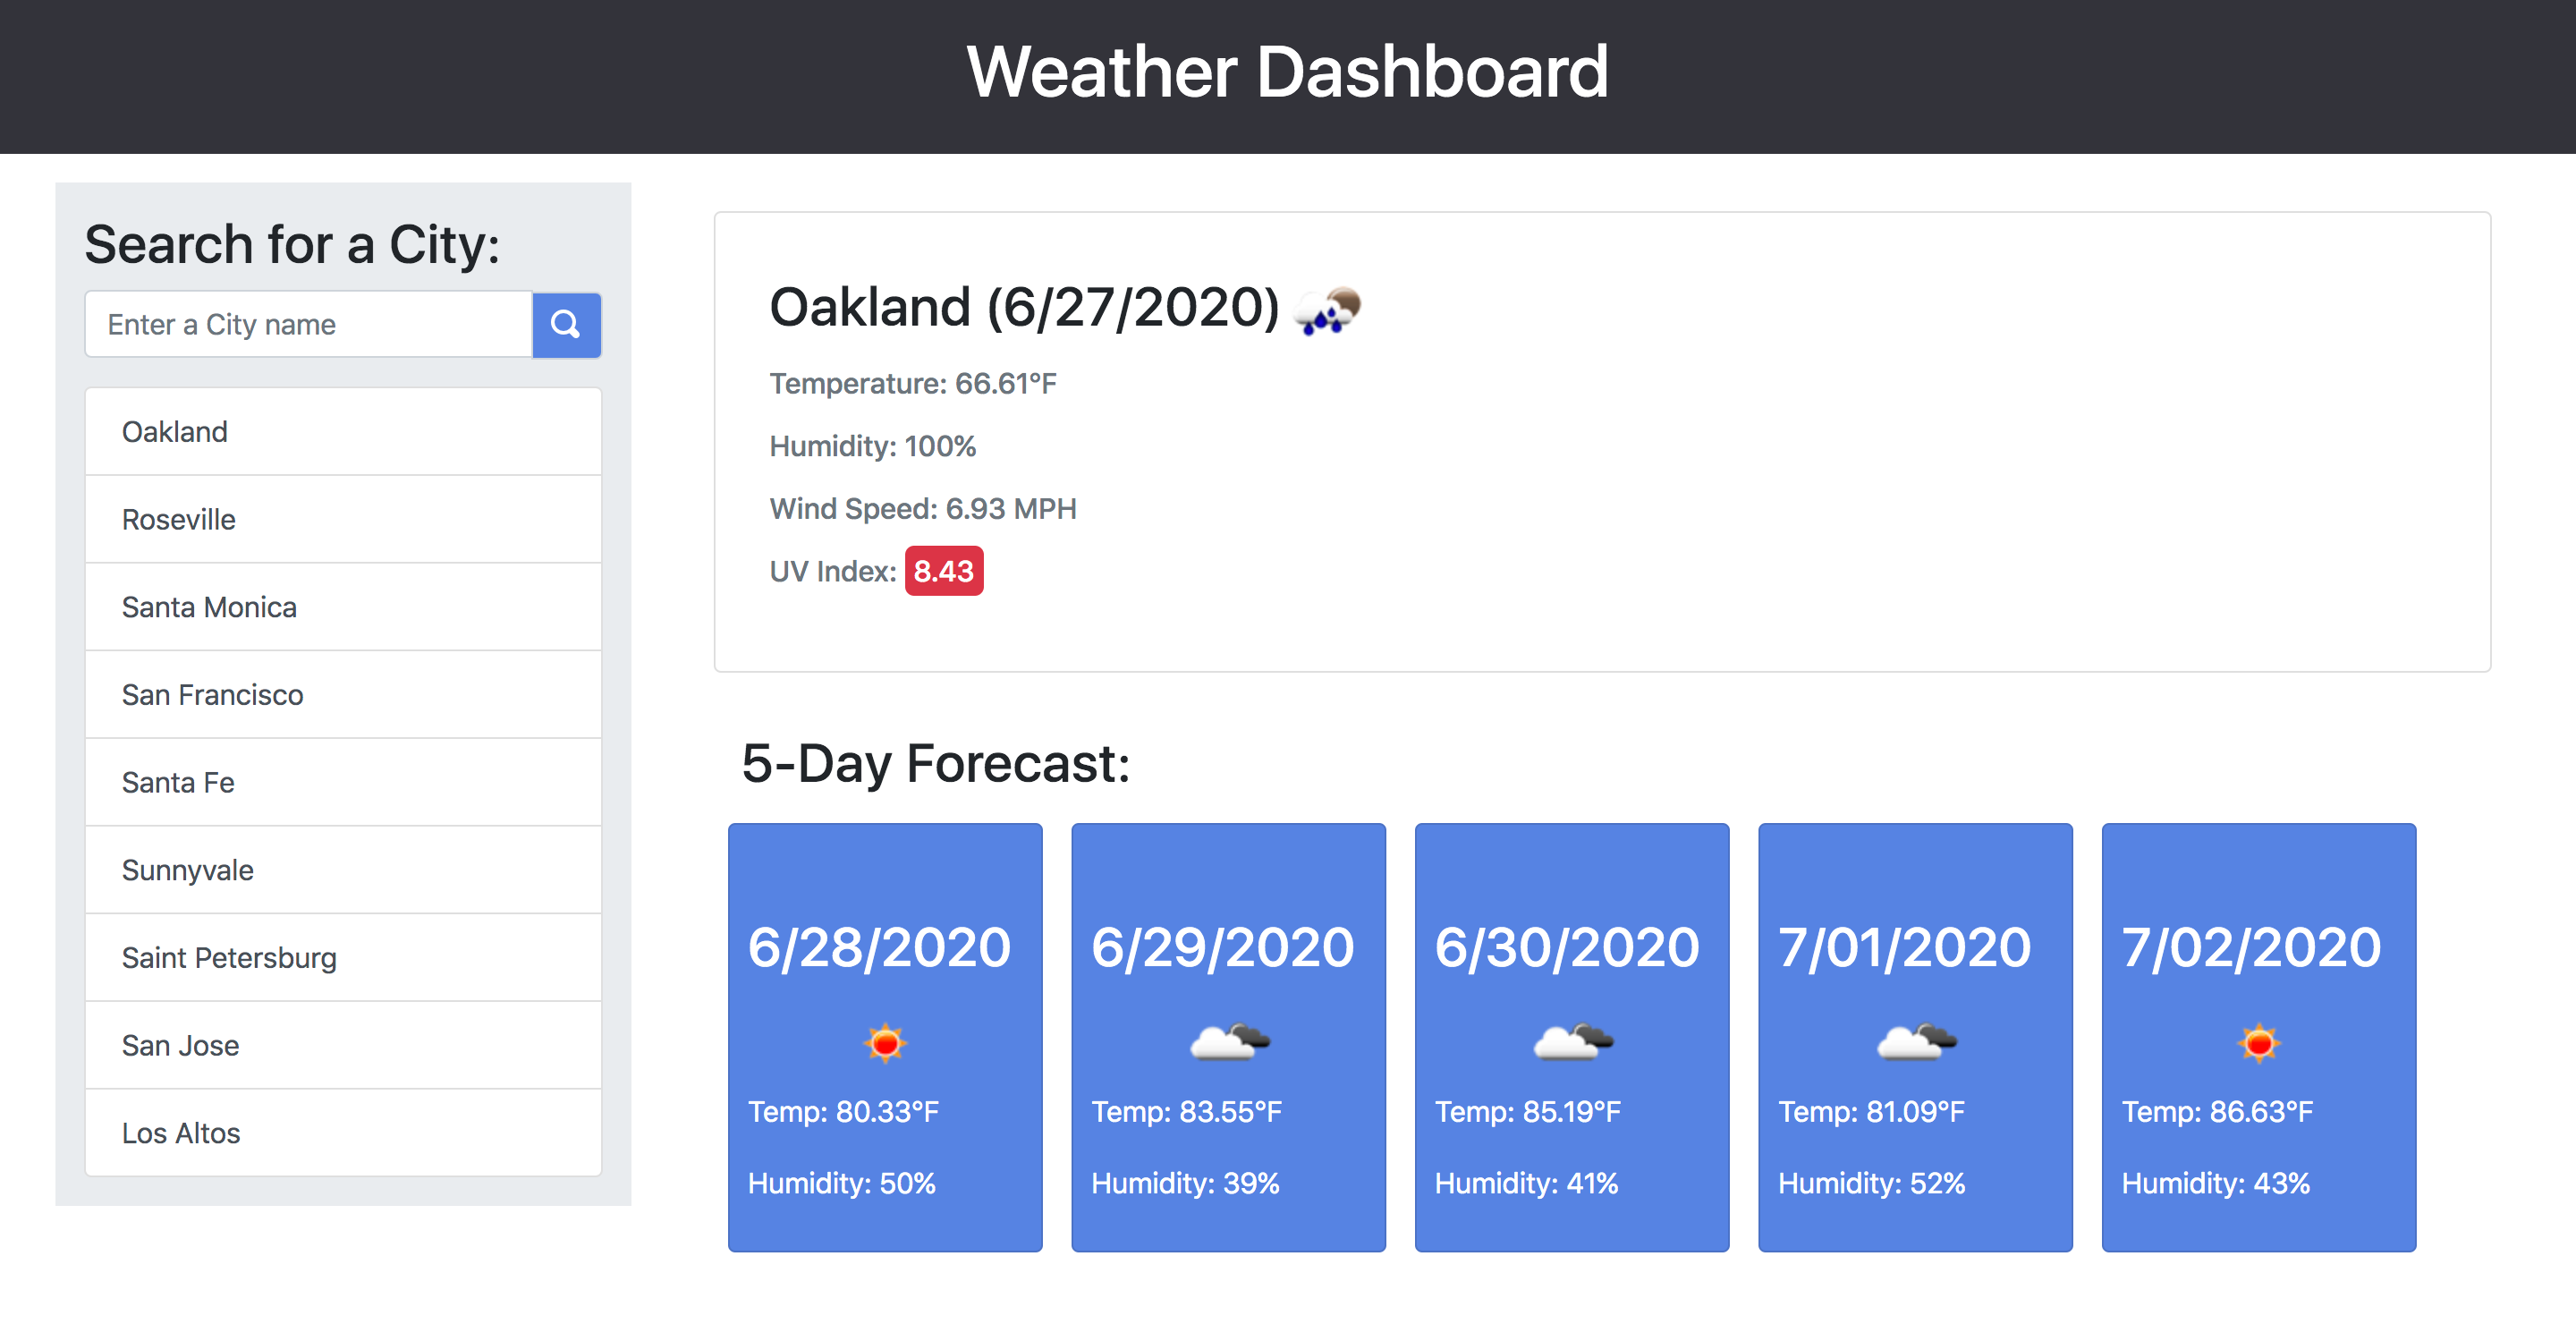 Weather Dashboard
Search for a City:
Enter a City name
Oakland
Roseville
Santa Monica
San Francisco
Santa Fe
Sunnyvale
Saint Petersburg
San Jose
Los Altos
Oakland (6/27/2020)
Temperature: 66.61°F
Humidity: 100%
Wind Speed: 6.93 MPH
UV Index: 8.43
5-Day Forecast:
6/28/2020
Temp: 80.33°F
Humidity: 50%
6/29/2020
Temp: 83.55°F
Humidity: 39%
6/30/2020
Temp: 85.19°F
Humidity: 41%
7/01/2020
Temp: 81.09°F
Humidity: 52%
7/02/2020
Temp: 86.63°F
Humidity: 43%